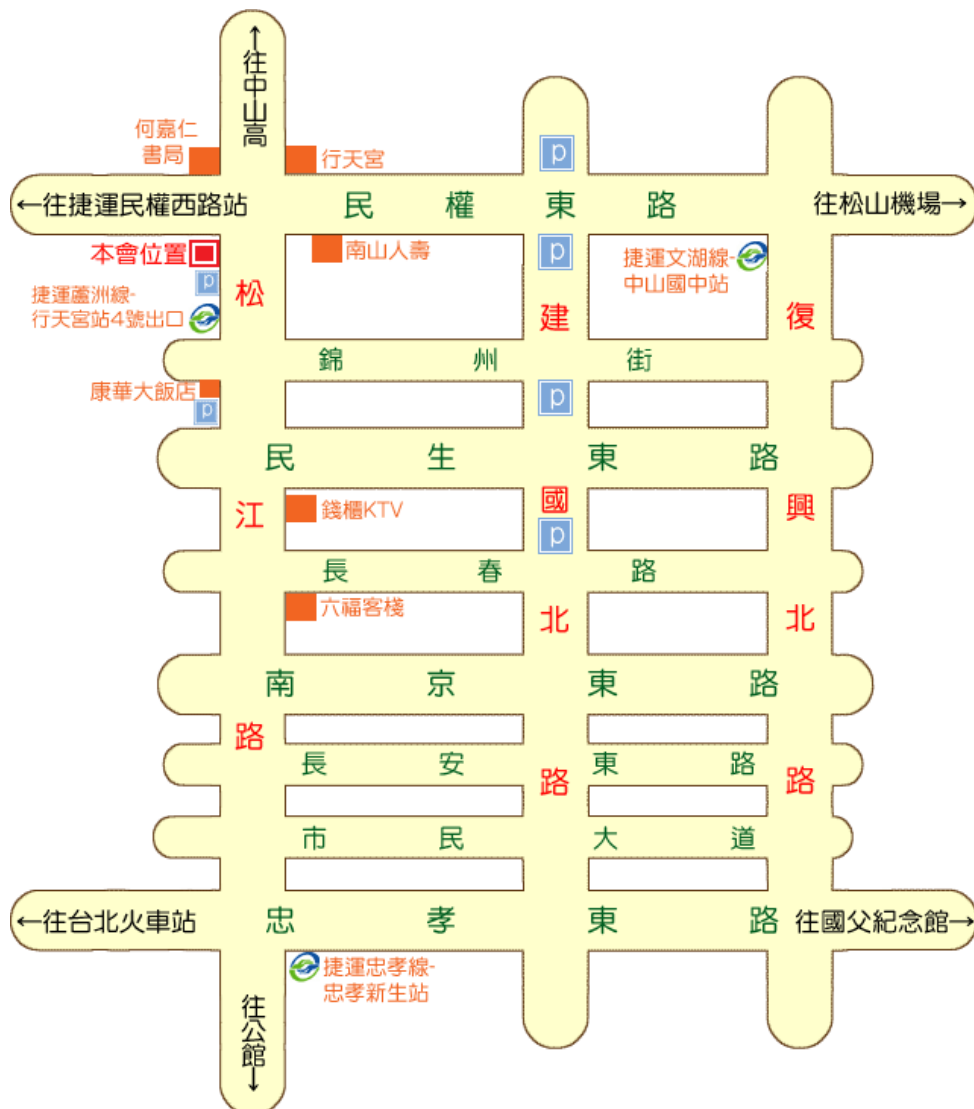 ↑往中山高
何嘉仁
書局
行天宮
P
←往捷運民權西路站
民權東路
往松山機場→
本會位置
南山人壽
P
捷運文湖線-
中山國中站
P
捷運蘆洲線-
行天宮站4號出口
松江路
建國北路
復興北路
錦州街
康華大飯店
P
P
民生東路
錢櫃KTV
P
長春路
六福客棧
南京東路
長安東路
市民大道
←往台北火車站
忠孝東路
往國父紀念館→
捷運忠孝線-
忠孝新生站
往公館↓